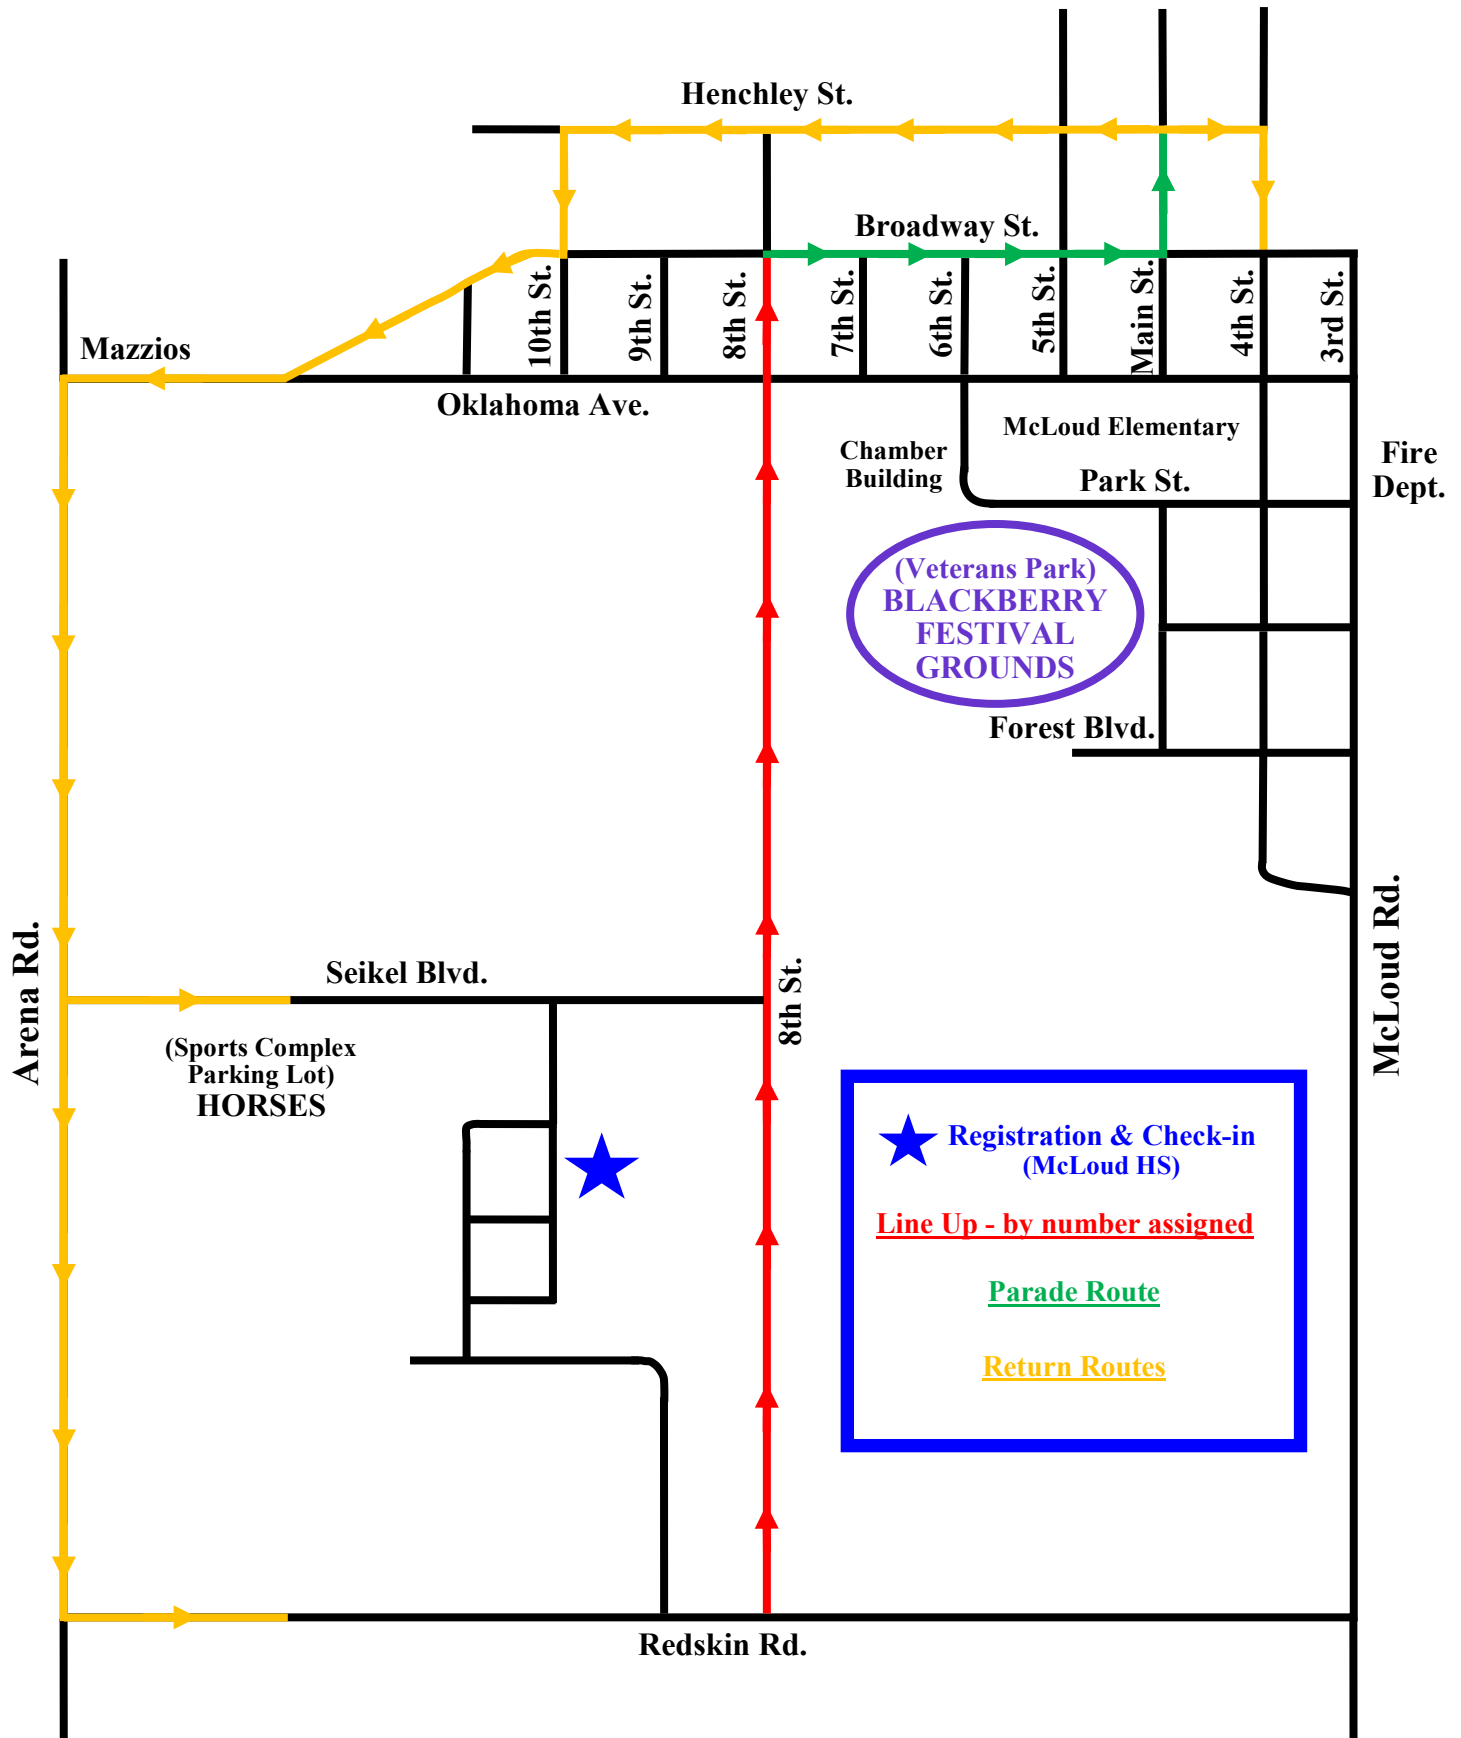 Henchley St.
Broadway St.
10th St.
9th St.
8th St.
7th St.
6th St.
5th St.
Main St.
4th St.
3rd St.
Mazzios
Oklahoma Ave.
McLoud Elementary
Chamber
Building
Park St.
Fire
Dept.
(Veterans Park)
BLACKBERRY
FESTIVAL
GROUNDS
Forest Blvd.
Arena Rd.
Seikel Blvd.
8th St.
McLoud Rd.
(Sports Complex
Parking Lot)
HORSES
Registration & Check-in
(McLoud HS)
Line Up - by number assigned
Parade Route
Return Routes
Redskin Rd.